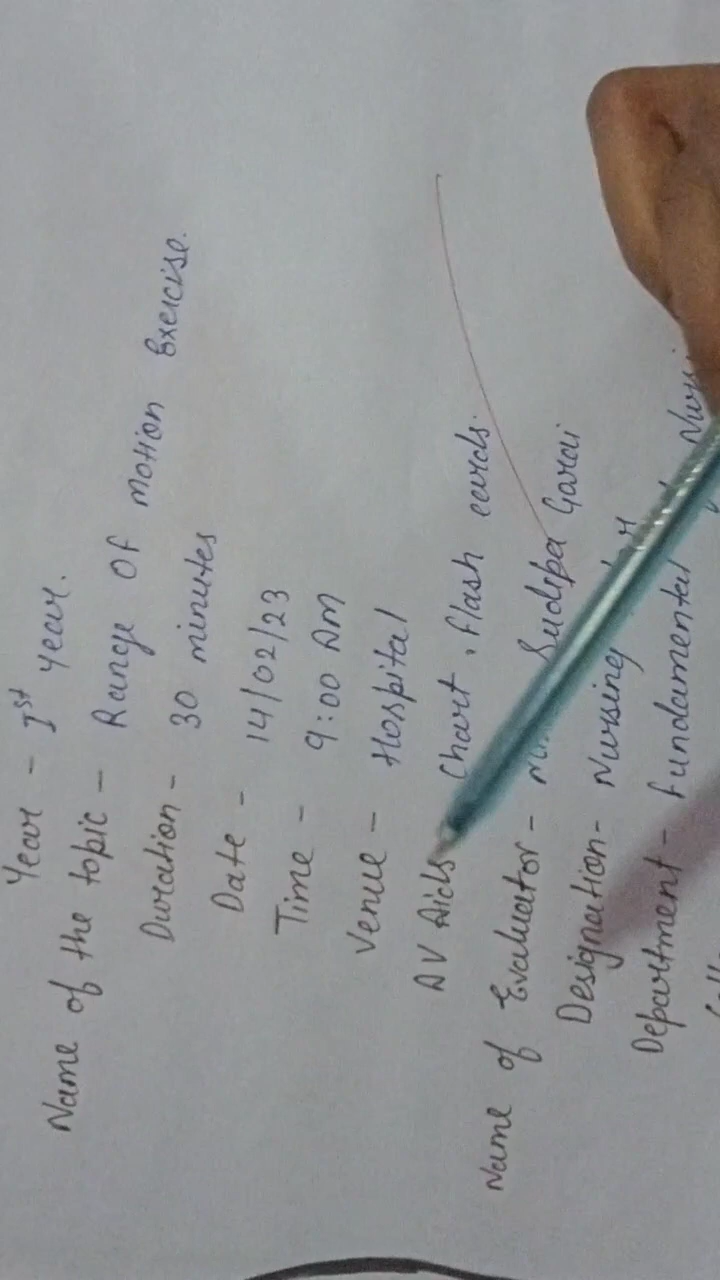 Year - Ist year.
Name of the topic - Range Of motion Exercise.
Duration - 30 minutes
Date - 14/02/23
Time - 9:00 AM
Venue - Hospital
AV Aids Chart, flash cards.
Name of Evaluator - Sudipa Garai
Designation - Nursing
Department - Fundamental